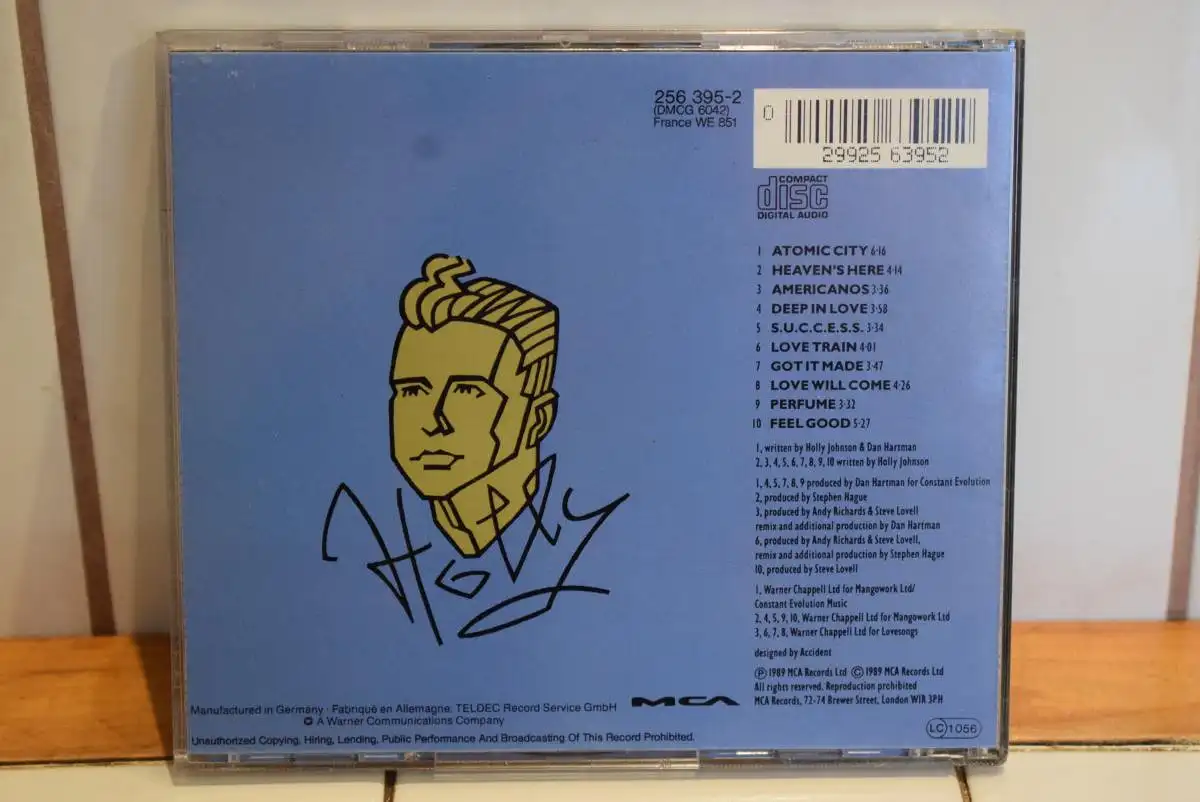 256 395-2
(DMCG 6042)
France WE 851
0
29925 63952
COMPACT
disc
DIGITAL AUDIO
1 ATOMIC CITY 6·16
2 HEAVEN'S HERE 4·14
3 AMERICANOS 3·36
4 DEEP IN LOVE 3·58
5 S.U.C.C.E.S.S. 3·34
6 LOVE TRAIN 4·01
7 GOT IT MADE 3·47
8 LOVE WILL COME 4·26
9 PERFUME 3·32
10 FEEL GOOD 5·27
1, written by Holly Johnson & Dan Hartman
2, 3, 4, 5, 6, 7, 8, 9, 10 written by Holly Johnson
1, 4, 5, 7, 8, 9 produced by Dan Hartman for Constant Evolution
2, produced by Stephen Hague
3, produced by Andy Richards & Steve Lovell
remix and additional production by Dan Hartman
6, produced by Andy Richards & Steve Lovell,
remix and additional production by Stephen Hague
10, produced by Steve Lovell
1, Warner Chappell Ltd for Mangowork Ltd/
Constant Evolution Music
2, 4, 5, 9, 10, Warner Chappell Ltd for Mangowork Ltd
3, 6, 7, 8, Warner Chappell Ltd for Lovesongs
designed by Accident
Ⓟ 1989 MCA Records Ltd © 1989 MCA Records Ltd
All rights reserved. Reproduction prohibited
MCA Records, 72-74 Brewer Street, London W1R 3PH
Holly
Manufactured in Germany · Fabriqué en Allemagne: TELDEC Record Service GmbH
A Warner Communications Company
MCA
Unauthorized Copying, Hiring, Lending, Public Performance And Broadcasting Of This Record Prohibited.
LC 1056